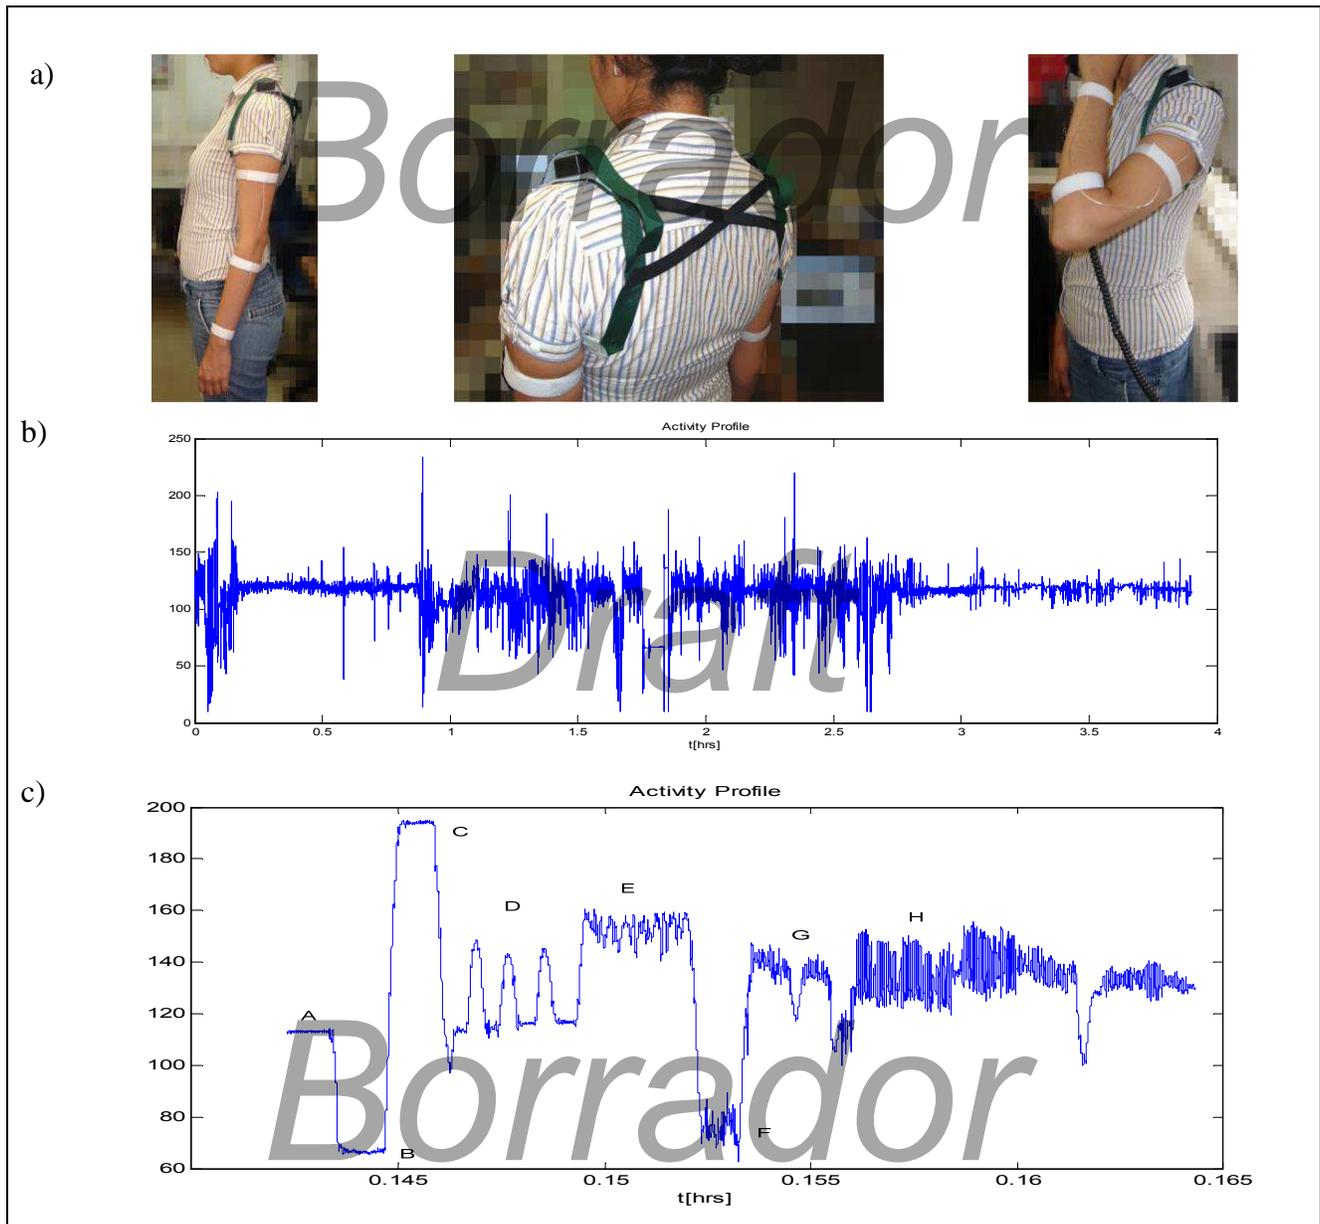 a)
Borrador
b)
Activity Profile
250
200
150
100
50
0
0 0.5 1 1.5 2 2.5 3 3.5 4
t[hrs]
Draft
c)
Activity Profile
200
180
160
140
120
100
80
60
A
B
C
D
E
F
G
H
0.145 0.15 0.155 0.16 0.165
t[hrs]
Borrador